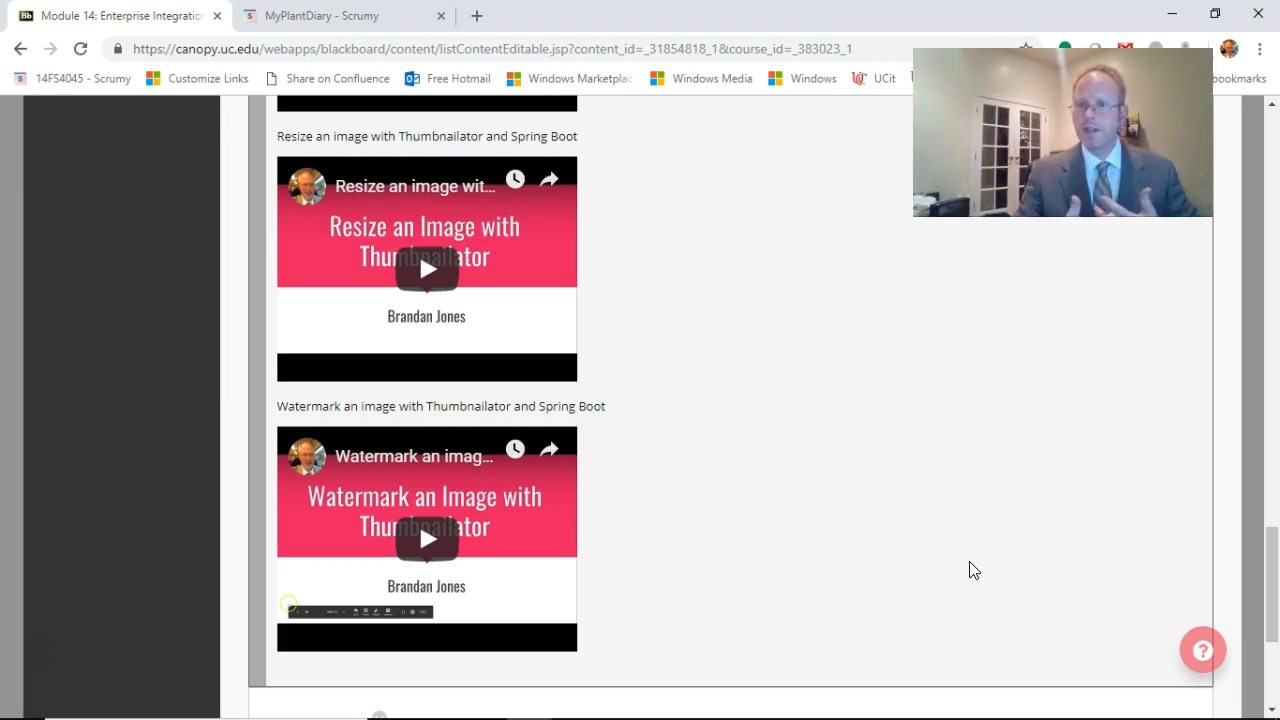 Bb Module 14: Enterprise Integration
S MyPlantDiary - Scrumy
https://canopy.uc.edu/webapps/blackboard/content/listContentEditable.jsp?content_id=_31854818_1&course_id=_383023_1
S 14FS4045 - Scrumy
Customize Links
Share on Confluence
Free Hotmail
Windows Marketplac
Windows Media
Windows
UCit
bookmarks
Resize an image with Thumbnailator and Spring Boot
Resize an image wit...
Resize an Image with
Thumbnailator
Brandan Jones
Watermark an image with Thumbnailator and Spring Boot
Watermark an imag...
Watermark an Image with
Thumbnailator
Brandan Jones
?